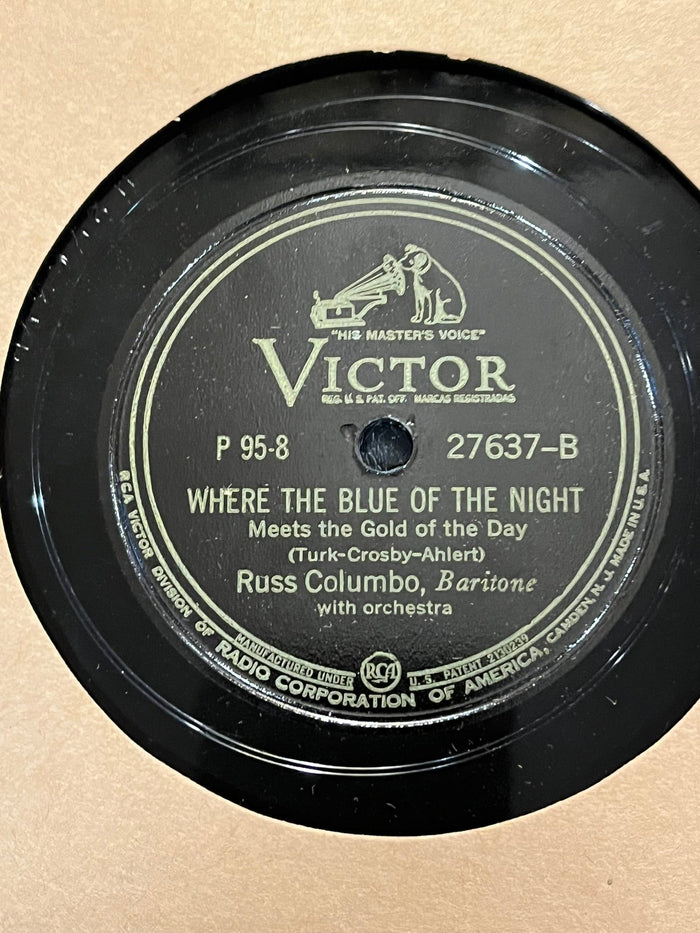 "HIS MASTER'S VOICE"
VICTOR
REG. U. S. PAT. OFF. MARCAS REGISTRADAS
P 95-8
27637-B
WHERE THE BLUE OF THE NIGHT
Meets the Gold of the Day
(Turk-Crosby-Ahlert)
Russ Columbo, Baritone
with orchestra
MANUFACTURED UNDER RCA U. S. PATENT 2130239
RCA VICTOR DIVISION OF RADIO CORPORATION OF AMERICA, CAMDEN, N. J. MADE IN U. S. A.